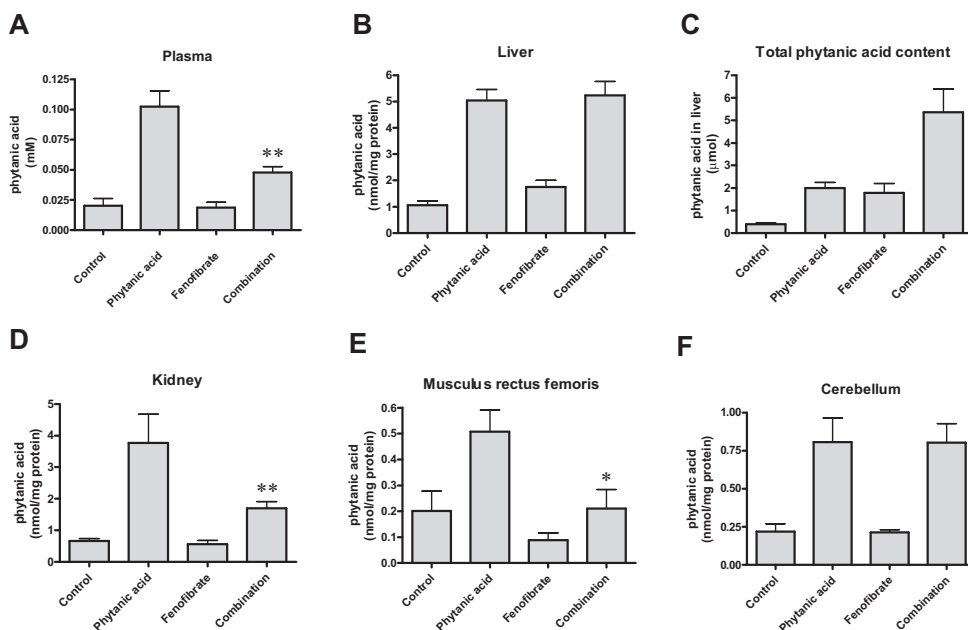 A
Plasma
phytanic acid
(mM)
0.125
0.100
0.075
0.050
0.025
0.000
**
Control
Phytanic acid
Fenofibrate
Combination
B
Liver
phytanic acid
(nmol/mg protein)
6
5
4
3
2
1
0
Control
Phytanic acid
Fenofibrate
Combination
C
Total phytanic acid content
phytanic acid in liver
(μmol)
7
6
5
4
3
2
1
0
Control
Phytanic acid
Fenofibrate
Combination
D
Kidney
phytanic acid
(nmol/mg protein)
5
4
3
2
1
0
**
Control
Phytanic acid
Fenofibrate
Combination
E
Musculus rectus femoris
phytanic acid
(nmol/mg protein)
0.6
0.5
0.4
0.3
0.2
0.1
0.0
*
Control
Phytanic acid
Fenofibrate
Combination
F
Cerebellum
phytanic acid
(nmol/mg protein)
1.00
0.75
0.50
0.25
0.00
Control
Phytanic acid
Fenofibrate
Combination